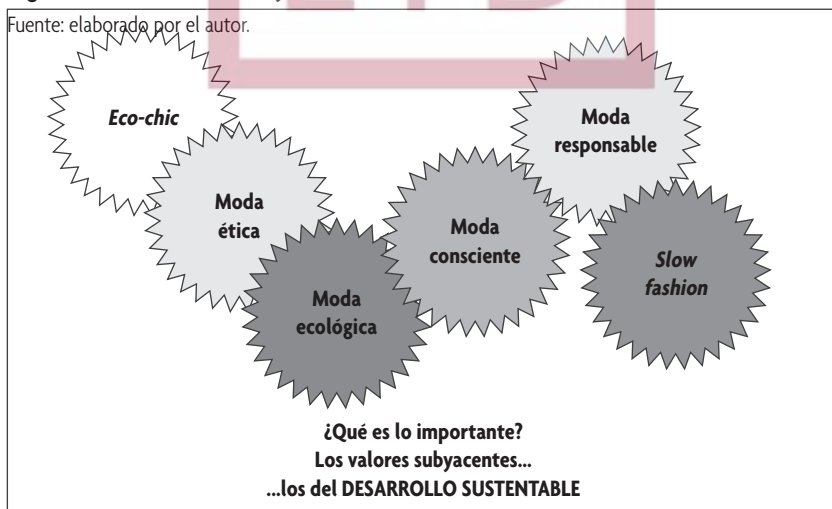 Fuente: elaborado por el autor.
Eco-chic
Moda
ética
Moda
ecológica
Moda
consciente
Moda
responsable
Slow
fashion
¿Qué es lo importante?
Los valores subyacentes...
...los del DESARROLLO SUSTENTABLE